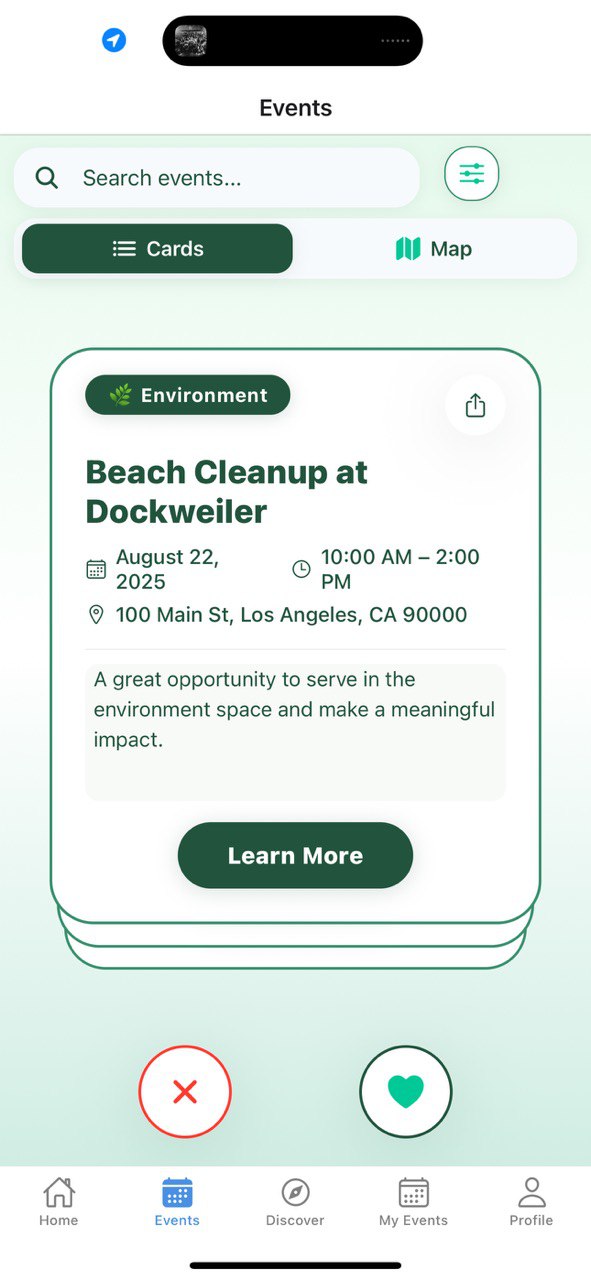 Events
Search events...
Cards
Map
Environment
Beach Cleanup at
Dockweiler
August 22,
2025
10:00 AM – 2:00
PM
100 Main St, Los Angeles, CA 90000
A great opportunity to serve in the
environment space and make a meaningful
impact.
Learn More
Home
Events
Discover
My Events
Profile